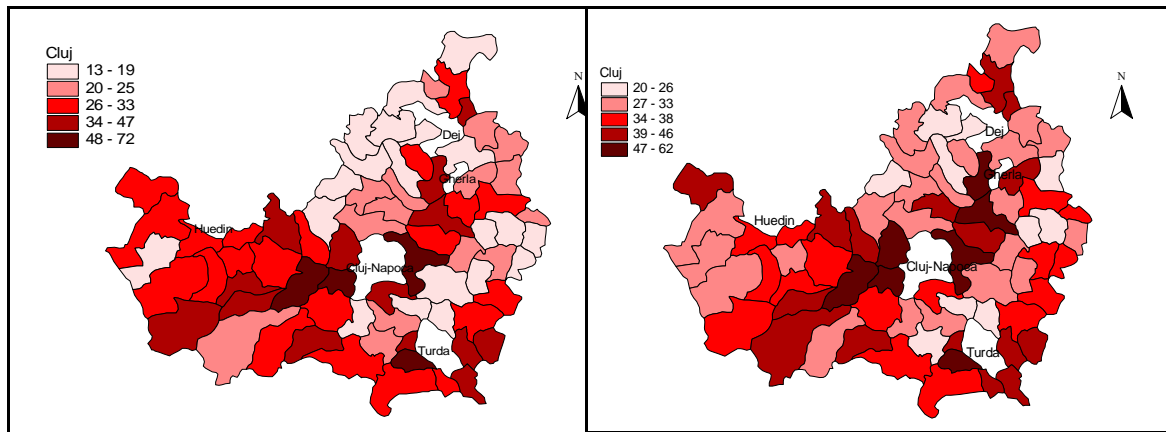 Cluj
13 - 19
20 - 25
26 - 33
34 - 47
48 - 72
N
Dej
Gherla
Huedin
Cluj-Napoca
Turda
Cluj
20 - 26
27 - 33
34 - 38
39 - 46
47 - 62
N
Dej
Gherla
Huedin
Cluj-Napoca
Turda